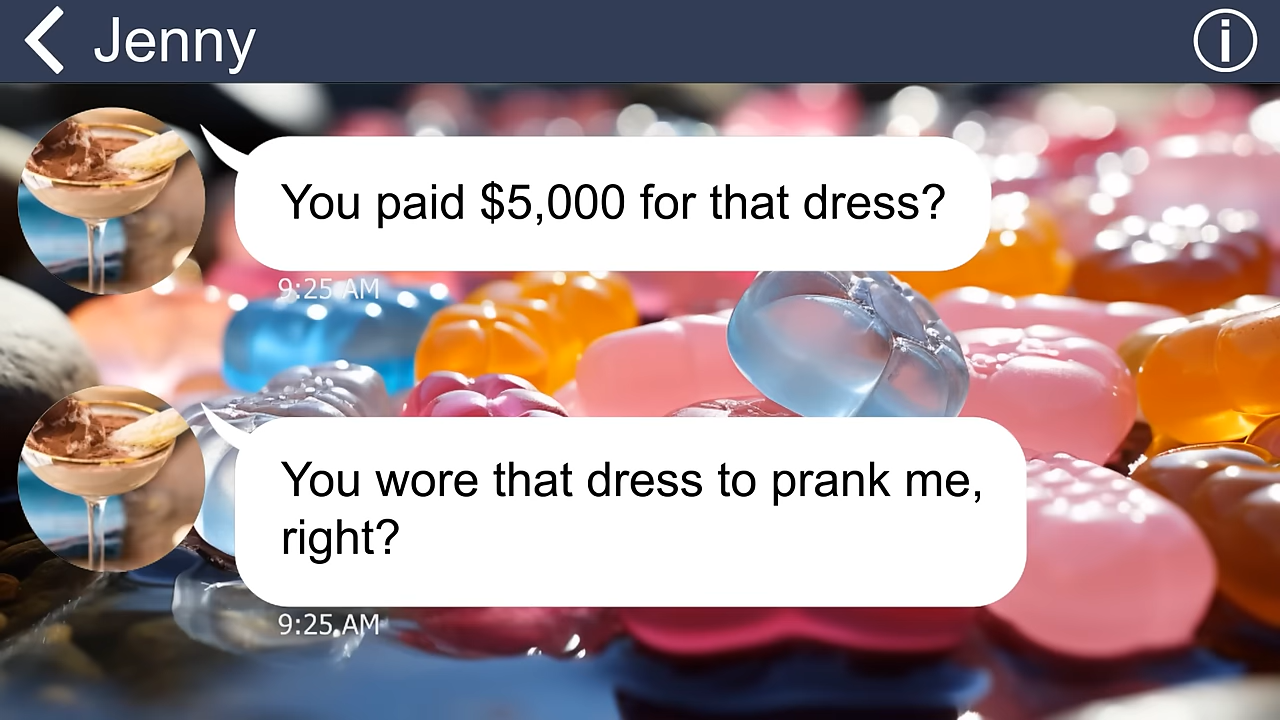 Jenny
You paid $5,000 for that dress?
9:25 AM
You wore that dress to prank me,
right?
9:25 AM